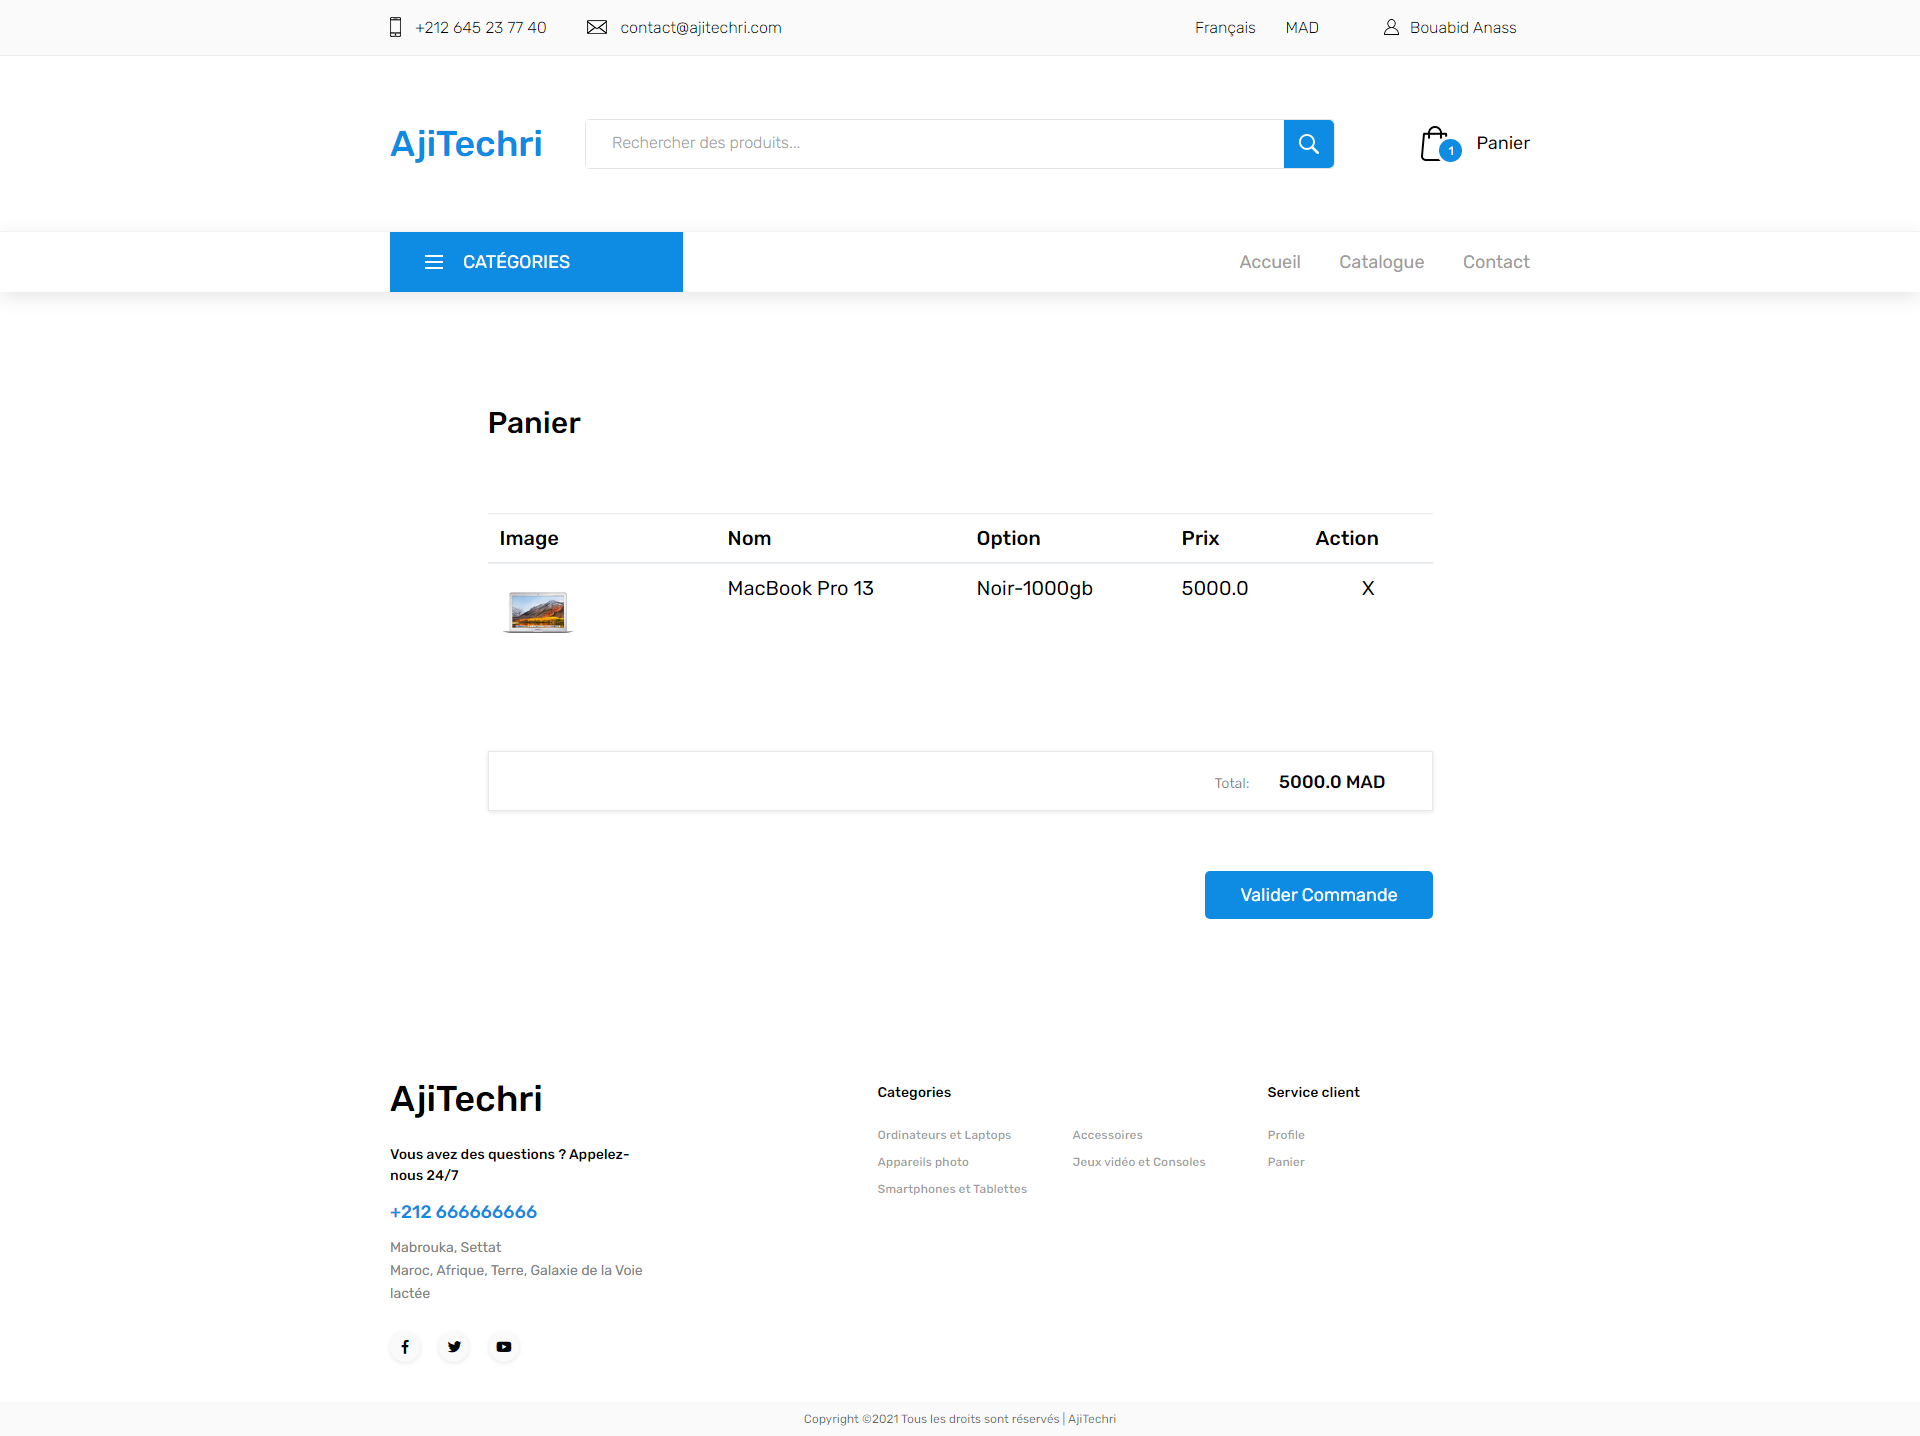 +212 645 23 77 40 contact@ajitechri.com Français MAD Bouabid Anass
AjiTechri Rechercher des produits... 1 Panier
CATÉGORIES Accueil Catalogue Contact
Panier
Image Nom Option Prix Action
MacBook Pro 13 Noir-1000gb 5000.0 X
Total: 5000.0 MAD
Valider Commande
AjiTechri
Vous avez des questions ? Appelez-
nous 24/7
+212 666666666
Mabrouka, Settat
Maroc, Afrique, Terre, Galaxie de la Voie
lactée
Categories
Ordinateurs et Laptops
Appareils photo
Smartphones et Tablettes
Accessoires
Jeux vidéo et Consoles
Service client
Profile
Panier
Copyright ©2021 Tous les droits sont réservés | AjiTechri